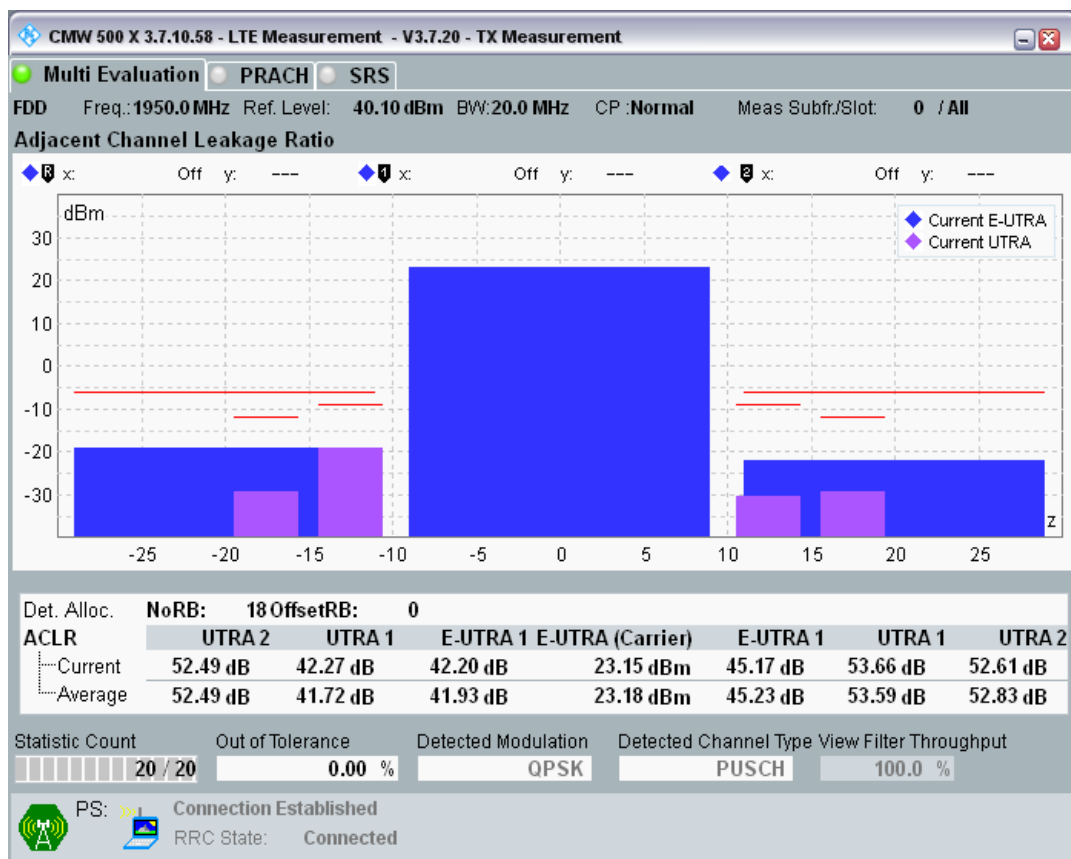 CMW 500 X 3.7.10.58 - LTE Measurement - V3.7.20 - TX Measurement
Multi Evaluation PRACH SRS
FDD Freq.:1950.0 MHz Ref. Level: 40.10 dBm BW:20.0 MHz CP :Normal Meas Subfr./Slot: 0 / All
Adjacent Channel Leakage Ratio
R x: Off y: --- 1 x: Off y: --- 2 x: Off y: ---
dBm
Current E-UTRA
Current UTRA
30
20
10
0
-10
-20
-30
z
-25 -20 -15 -10 -5 0 5 10 15 20 25
Det. Alloc. NoRB: 18 OffsetRB: 0
ACLR UTRA 2 UTRA 1 E-UTRA 1 E-UTRA (Carrier) E-UTRA 1 UTRA 1 UTRA 2
Current 52.49 dB 42.27 dB 42.20 dB 23.15 dBm 45.17 dB 53.66 dB 52.61 dB
Average 52.49 dB 41.72 dB 41.93 dB 23.18 dBm 45.23 dB 53.59 dB 52.83 dB
Statistic Count Out of Tolerance Detected Modulation Detected Channel Type View Filter Throughput
20 / 20 0.00 % QPSK PUSCH 100.0 %
PS: Connection Established
RRC State: Connected